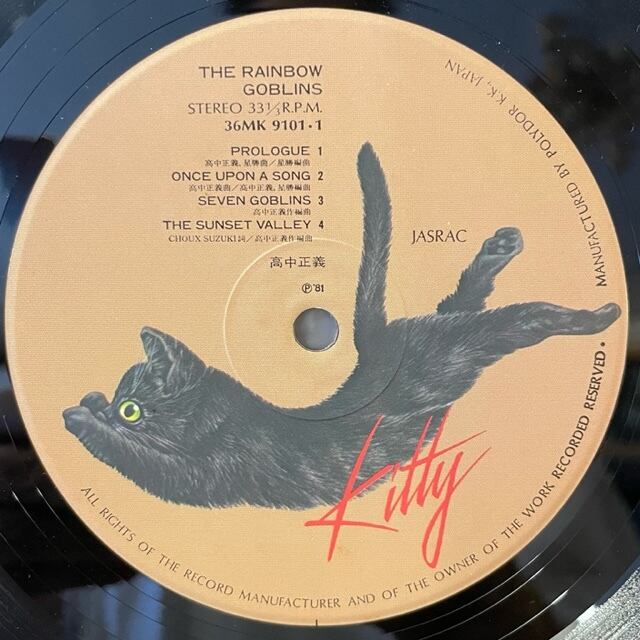 THE RAINBOW
GOBLINS
STEREO 33⅓R.P.M.
36MK 9101・1
PROLOGUE 1
高中正義、星勝曲／星勝編曲
ONCE UPON A SONG 2
高中正義曲／高中正義、星勝編曲
SEVEN GOBLINS 3
高中正義作編曲
THE SUNSET VALLEY 4
CHOUX SUZUKI詞／高中正義作編曲
JASRAC
高中正義
Ⓟ'81
Kitty
MANUFACTURED BY POLYDOR K.K., JAPAN
ALL RIGHTS OF THE RECORD MANUFACTURER AND OF THE OWNER OF THE WORK RECORDED RESERVED •